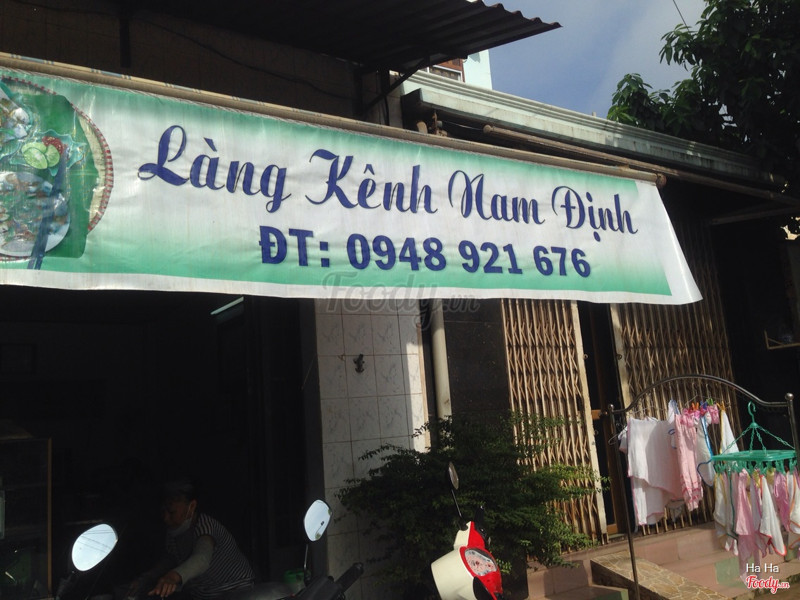 Làng Kênh Nam Định
ĐT: 0948 921 676
Foody.vn
Ha Ha
Foody.vn